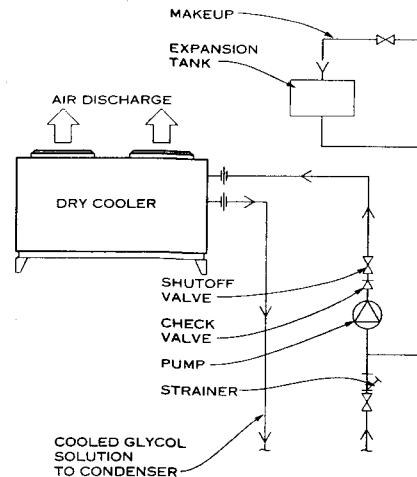 MAKEUP
EXPANSION
TANK
AIR DISCHARGE
DRY COOLER
SHUTOFF
VALVE
CHECK
VALVE
PUMP
STRAINER
COOLED GLYCOL
SOLUTION
TO CONDENSER